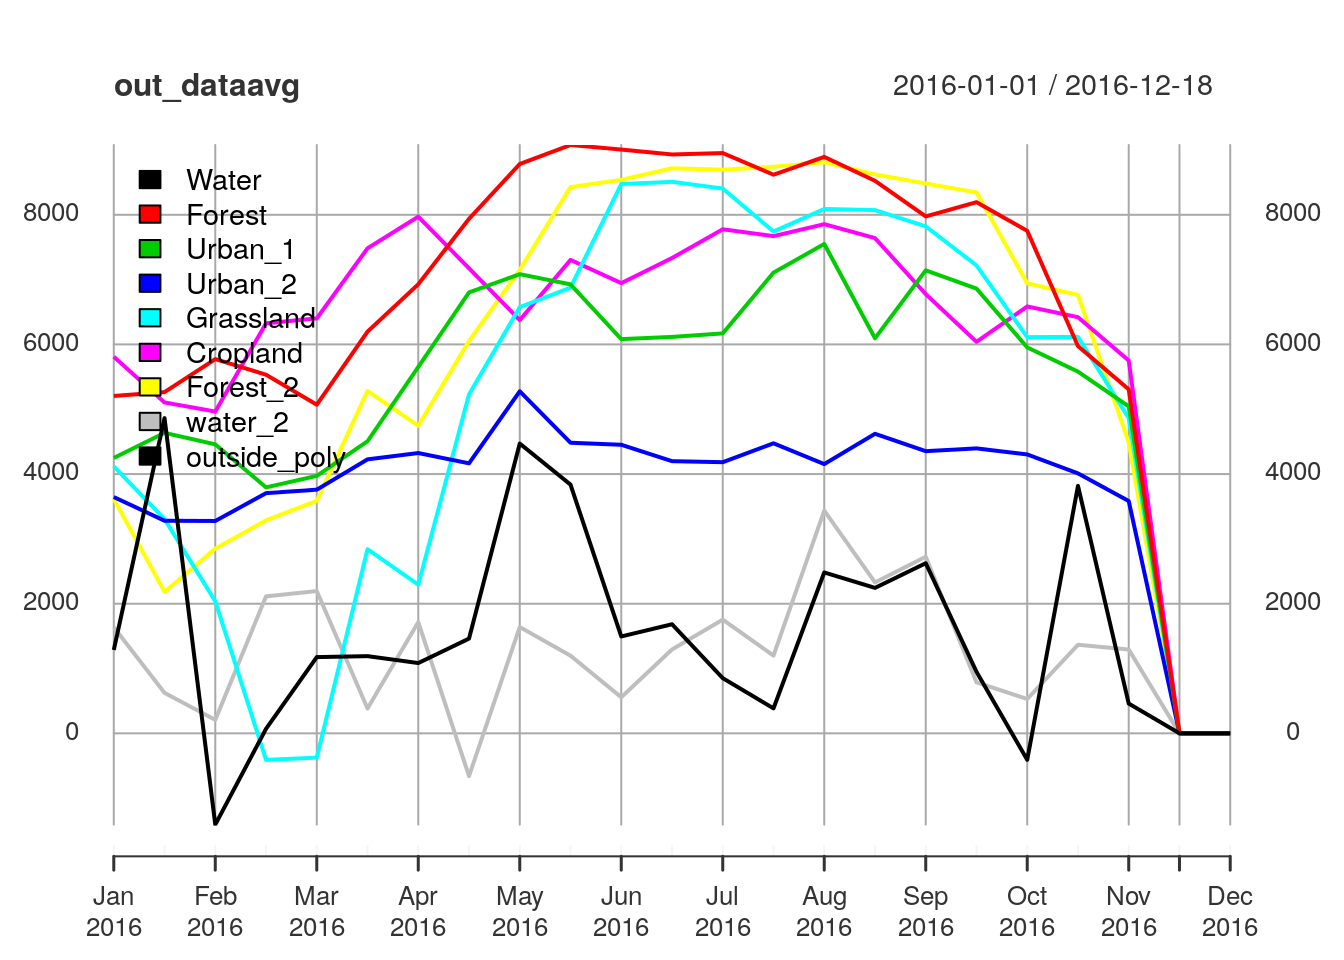 out_dataavg 2016-01-01 / 2016-12-18
Water
Forest
Urban_1
Urban_2
Grassland
Cropland
Forest_2
water_2
outside_poly
8000 8000
6000 6000
4000 4000
2000 2000
0 0
Jan Feb Mar Apr May Jun Jul Aug Sep Oct Nov Dec
2016 2016 2016 2016 2016 2016 2016 2016 2016 2016 2016 2016